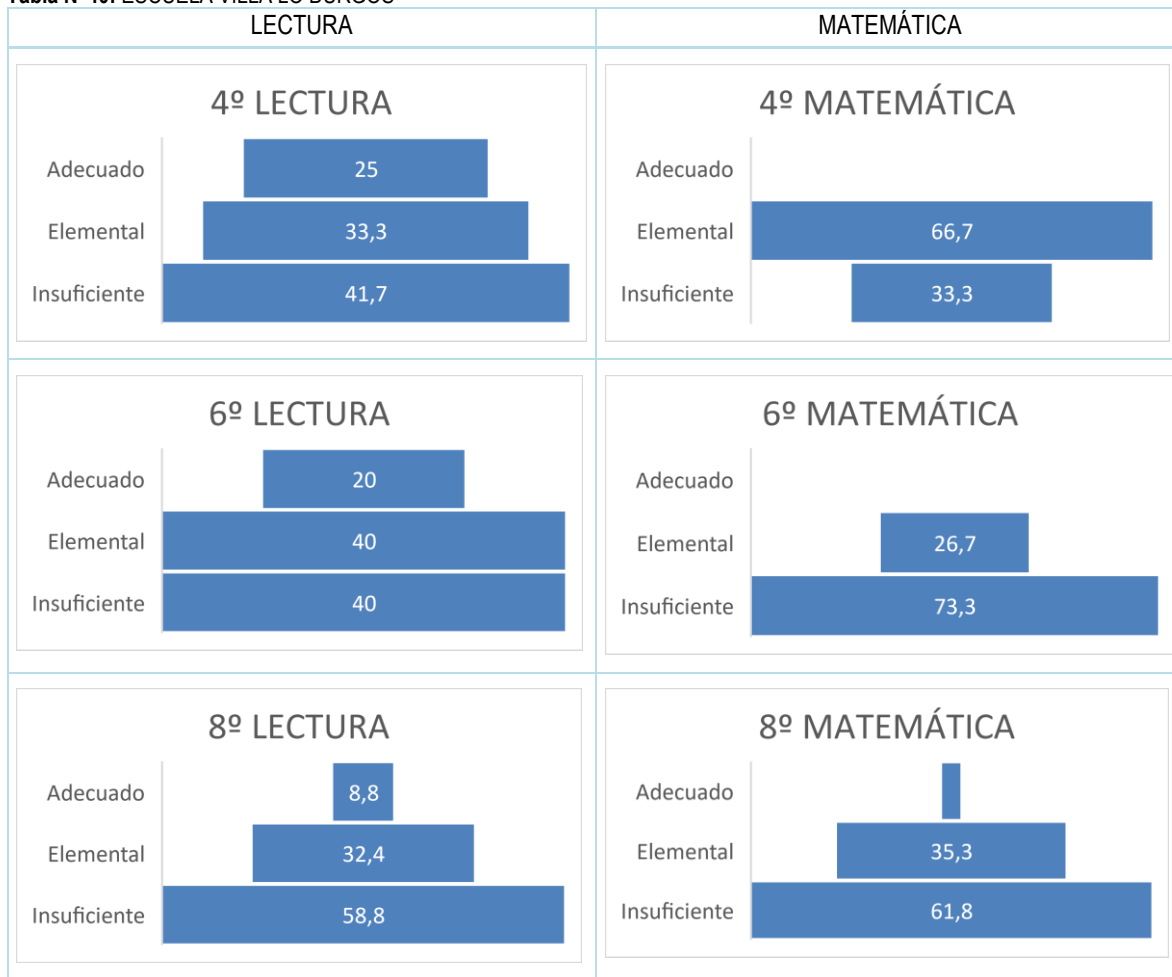 LECTURA MATEMÁTICA
4º LECTURA
Adecuado 25
Elemental 33,3
Insuficiente 41,7
4º MATEMÁTICA
Adecuado
Elemental 66,7
Insuficiente 33,3
6º LECTURA
Adecuado 20
Elemental 40
Insuficiente 40
6º MATEMÁTICA
Adecuado
Elemental 26,7
Insuficiente 73,3
8º LECTURA
Adecuado 8,8
Elemental 32,4
Insuficiente 58,8
8º MATEMÁTICA
Adecuado
Elemental 35,3
Insuficiente 61,8